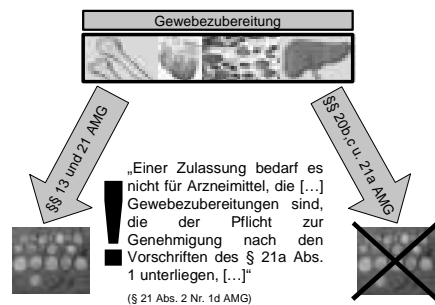 Gewebezubereitung
§§ 13 und 21 AMG
§§ 20b,c u. 21a AMG
„Einer Zulassung bedarf es
nicht für Arzneimittel, die […]
Gewebezubereitungen sind,
die der Pflicht zur
Genehmigung nach den
Vorschriften des § 21a Abs.
1 unterliegen, […]“
(§ 21 Abs. 2 Nr. 1d AMG)
!